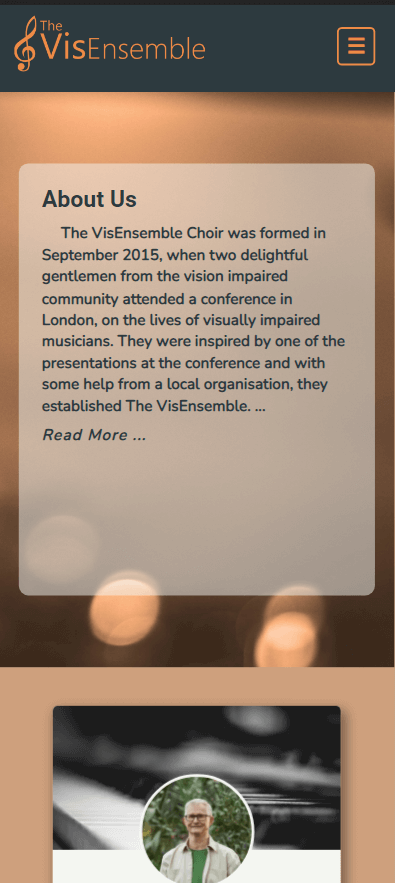 The
VisEnsemble
About Us
The VisEnsemble Choir was formed in
September 2015, when two delightful
gentlemen from the vision impaired
community attended a conference in
London, on the lives of visually impaired
musicians. They were inspired by one of the
presentations at the conference and with
some help from a local organisation, they
established The VisEnsemble. ...
Read More ...